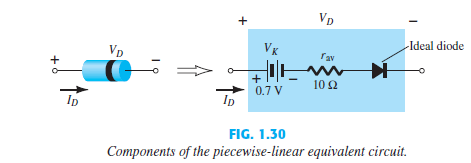 + V_D −
V_D
+ −
I_D
V_K
+ −
0.7 V
r_av
10 Ω
Ideal diode
I_D
FIG. 1.30
Components of the piecewise-linear equivalent circuit.